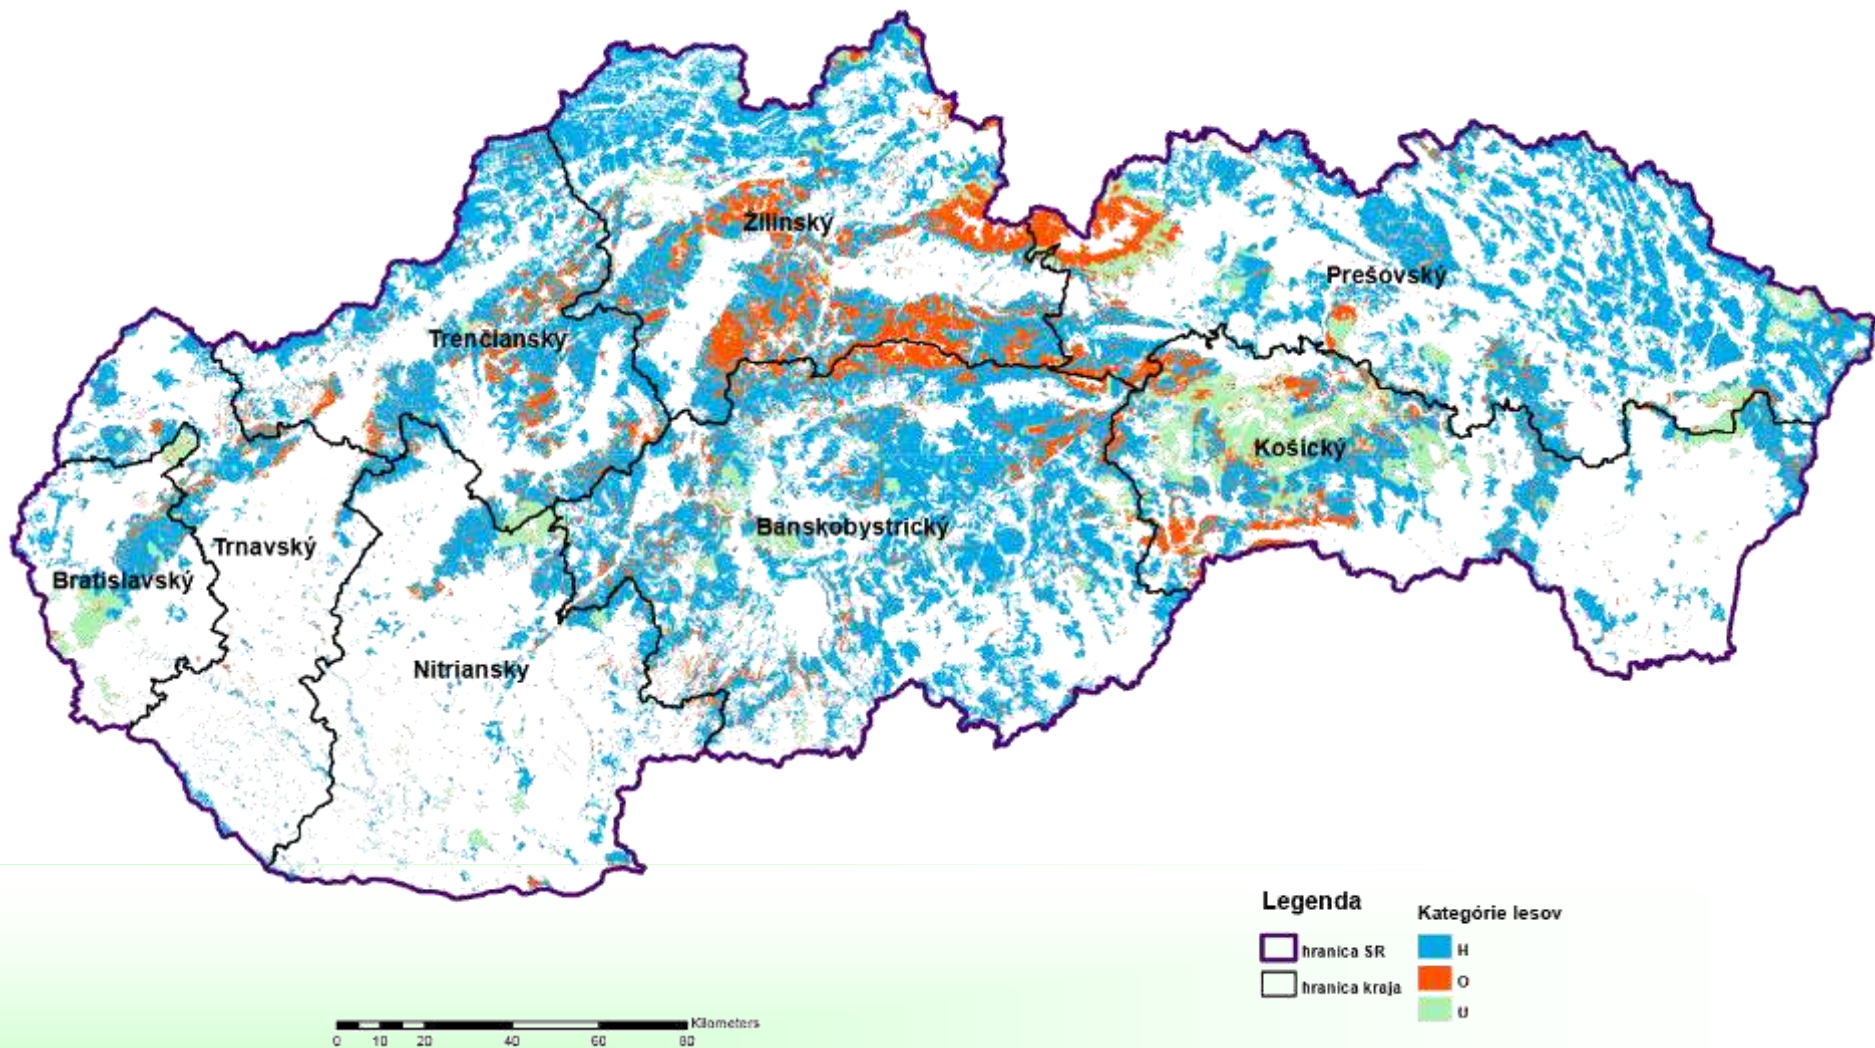 Žilinský
Prešovský
Trenčiansky
Košický
Banskobystrický
Trnavský
Bratislavský
Nitriansky
Legenda
Kategórie lesov
hranica SR
H
hranica kraja
O
U
Kilometers
0 10 20 40 60 80